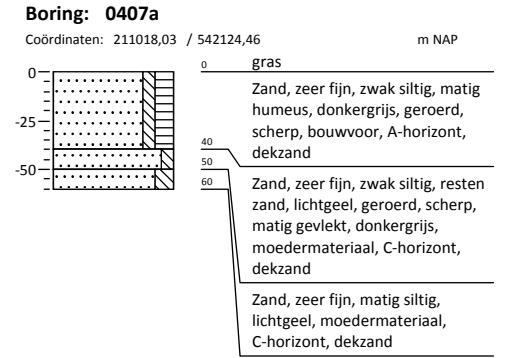 Boring: 0407a
Coördinaten: 211018,03 / 542124,46 m NAP
0 0 gras
Zand, zeer fijn, zwak siltig, matig
humeus, donkergrijs, geroerd,
-25 scherp, bouwvoor, A-horizont,
40 dekzand
-50 50
60 Zand, zeer fijn, zwak siltig, resten
zand, lichtgeel, geroerd, scherp,
matig gevlekt, donkergrijs,
moedermateriaal, C-horizont,
dekzand
Zand, zeer fijn, matig siltig,
lichtgeel, moedermateriaal,
C-horizont, dekzand